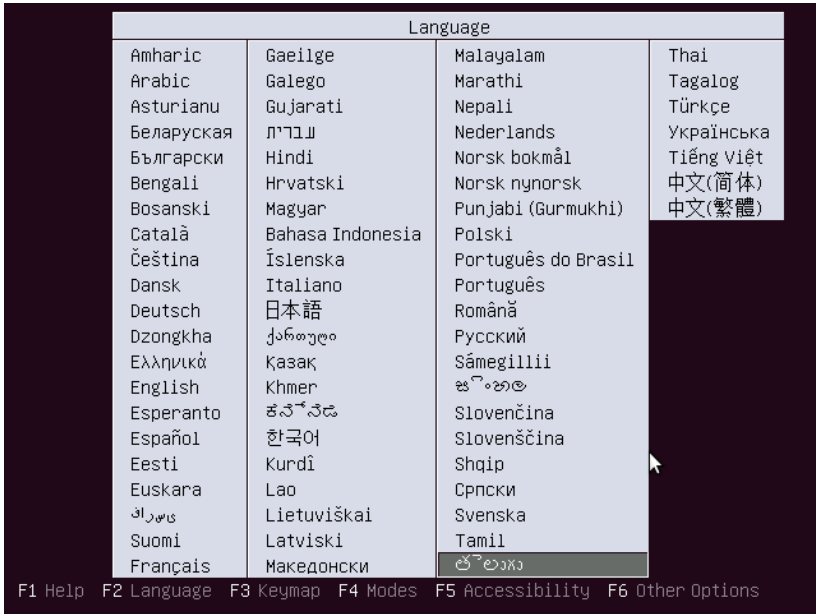 Language
Amharic
Arabic
Asturianu
Беларуская
Български
Bengali
Bosanski
Català
Čeština
Dansk
Deutsch
Dzongkha
Ελληνικά
English
Esperanto
Español
Eesti
Euskara
فارسی
Suomi
Français
Gaeilge
Galego
Gujarati
עברית
Hindi
Hrvatski
Magyar
Bahasa Indonesia
Íslenska
Italiano
日本語
ქართული
Қазақ
Khmer
ಕನ್ನಡ
한국어
Kurdî
Lao
Lietuviškai
Latviski
Македонски
Malayalam
Marathi
Nepali
Nederlands
Norsk bokmål
Norsk nynorsk
Punjabi (Gurmukhi)
Polski
Português do Brasil
Português
Română
Русский
Sámegillii
සිංහල
Slovenčina
Slovenščina
Shqip
Српски
Svenska
Tamil
తెలుగు
Thai
Tagalog
Türkçe
Українська
Tiếng Việt
中文(简体)
中文(繁體)
F1 Help F2 Language F3 Keymap F4 Modes F5 Accessibility F6 Other Options